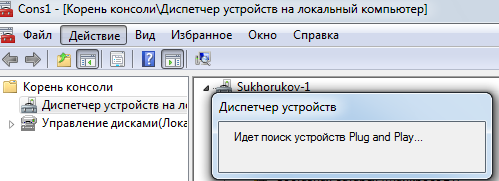 Cons1 - [Корень консоли\Диспетчер устройств на локальный компьютер]
Файл Действие Вид Избранное Окно Справка
Корень консоли
Диспетчер устройств на ло
Управление дисками(Лока
Sukhorukov-1
Диспетчер устройств
Идет поиск устройств Plug and Play...